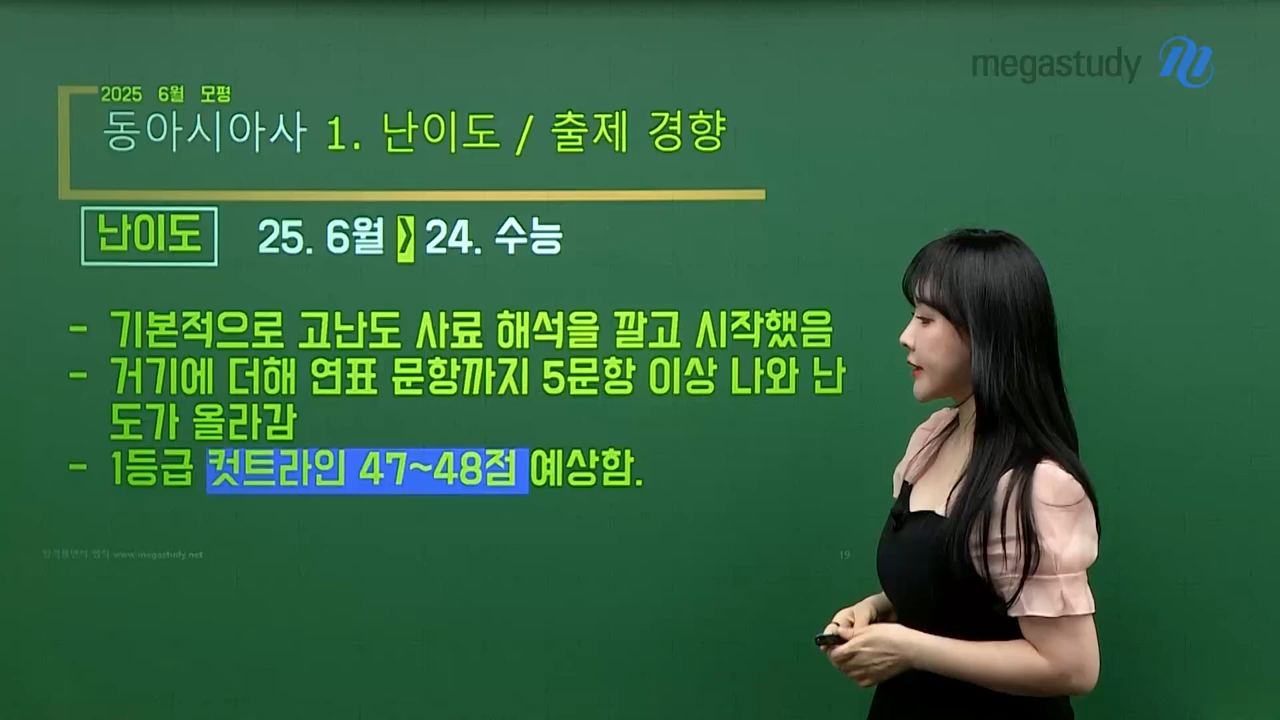 megastudy
2025 6월 모평
동아시아사 1. 난이도 / 출제 경향
난이도 25. 6월 > 24. 수능
- 기본적으로 고난도 사료 해석을 깔고 시작했음
- 거기에 더해 연표 문항까지 5문항 이상 나와 난
도가 올라감
- 1등급 컷트라인 47~48점 예상함.
www.megastudy.net
19